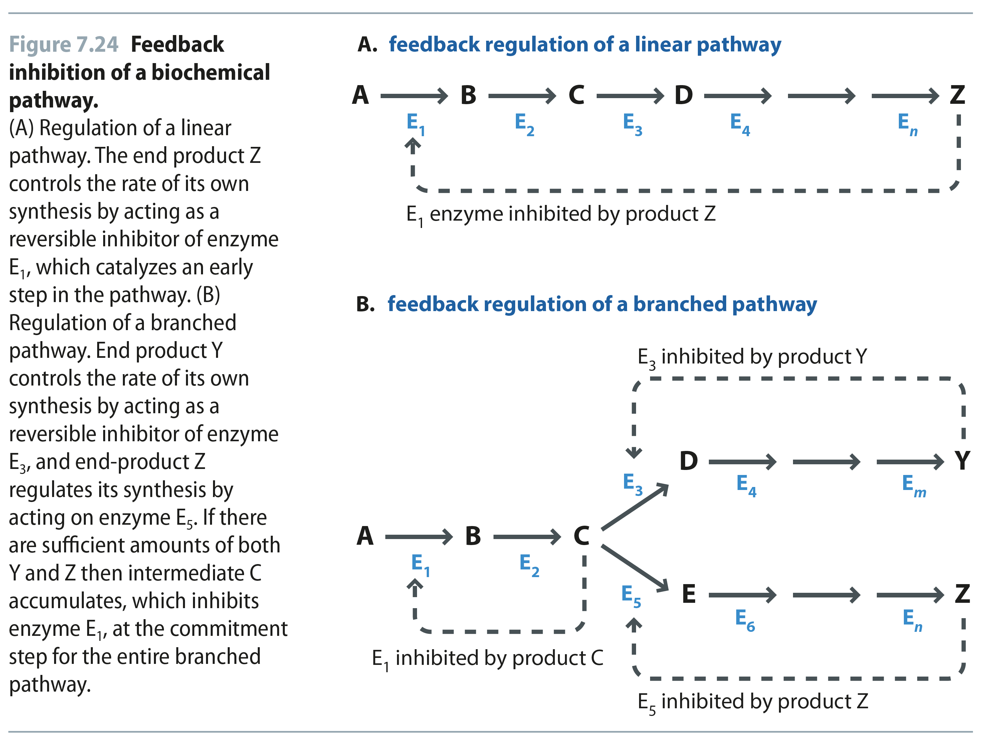 Figure 7.24 Feedback
inhibition of a biochemical
pathway.
(A) Regulation of a linear
pathway. The end product Z
controls the rate of its own
synthesis by acting as a
reversible inhibitor of enzyme
E₁, which catalyzes an early
step in the pathway. (B)
Regulation of a branched
pathway. End product Y
controls the rate of its own
synthesis by acting as a
reversible inhibitor of enzyme
E₃, and end-product Z
regulates its synthesis by
acting on enzyme E₅. If there
are sufficient amounts of both
Y and Z then intermediate C
accumulates, which inhibits
enzyme E₁, at the commitment
step for the entire branched
pathway.
A. feedback regulation of a linear pathway
A B C D Z
E₁ E₂ E₃ E₄ Eₙ
E₁ enzyme inhibited by product Z
B. feedback regulation of a branched pathway
E₃ inhibited by product Y
D Y
E₃ E₄ Eₘ
A B C
E₁ E₂
E Z
E₅ E₆ Eₙ
E₁ inhibited by product C
E₅ inhibited by product Z